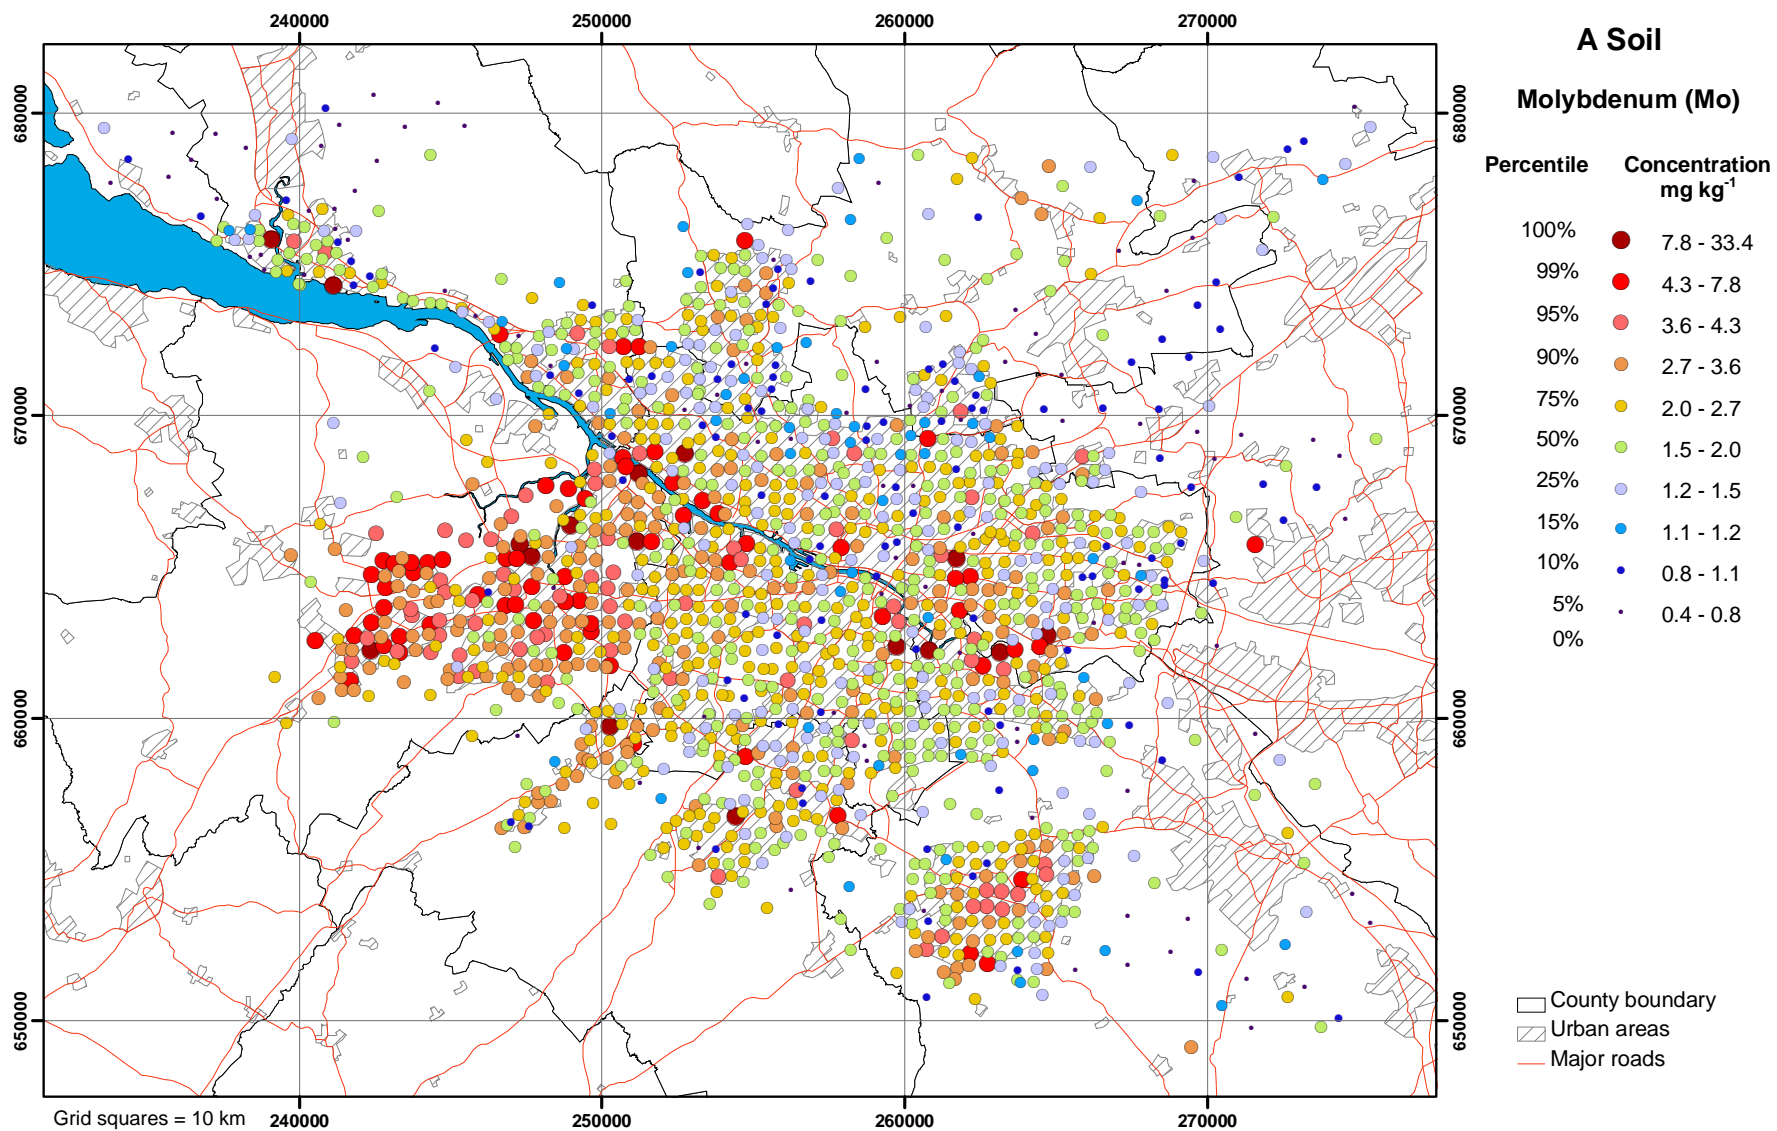 240000 250000 260000 270000
A Soil
Molybdenum (Mo)
Percentile Concentration
mg kg-1
100% 7.8 - 33.4
99% 4.3 - 7.8
95% 3.6 - 4.3
90% 2.7 - 3.6
75% 2.0 - 2.7
50% 1.5 - 2.0
25% 1.2 - 1.5
15% 1.1 - 1.2
10% 0.8 - 1.1
5% 0.4 - 0.8
0%
680000 680000
670000 670000
660000 660000
650000 650000
County boundary
Urban areas
Major roads
Grid squares = 10 km
240000 250000 260000 270000